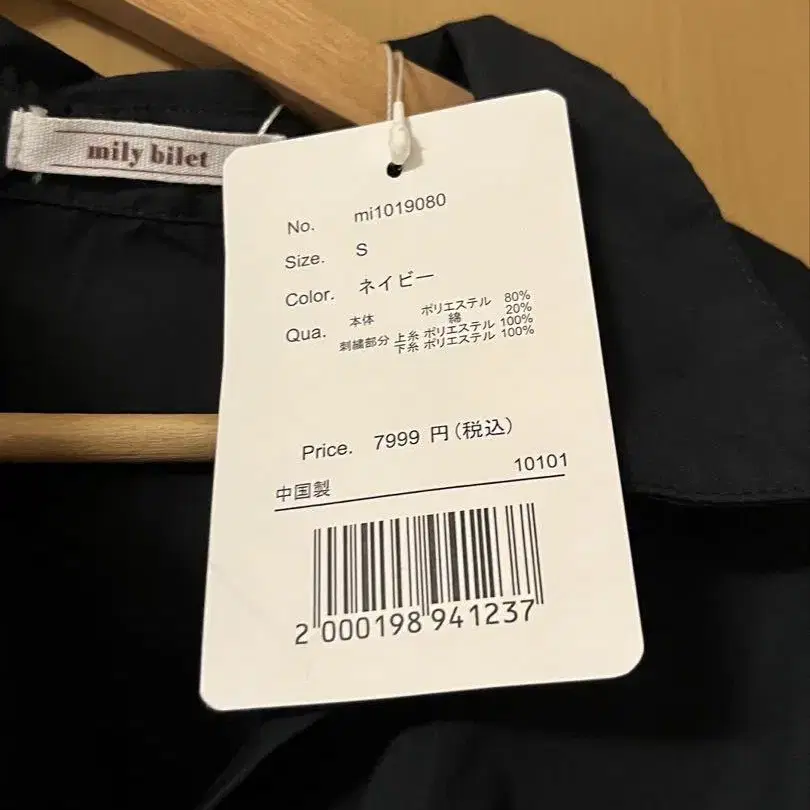 mily bilet
No. mi1019080
Size. S
Color. ネイビー
Qua. 本体 ポリエステル 80%
綿 20%
刺繍部分 上糸 ポリエステル 100%
下糸 ポリエステル 100%
Price. 7999 円(税込)
10101
中国製
2 000198 941237